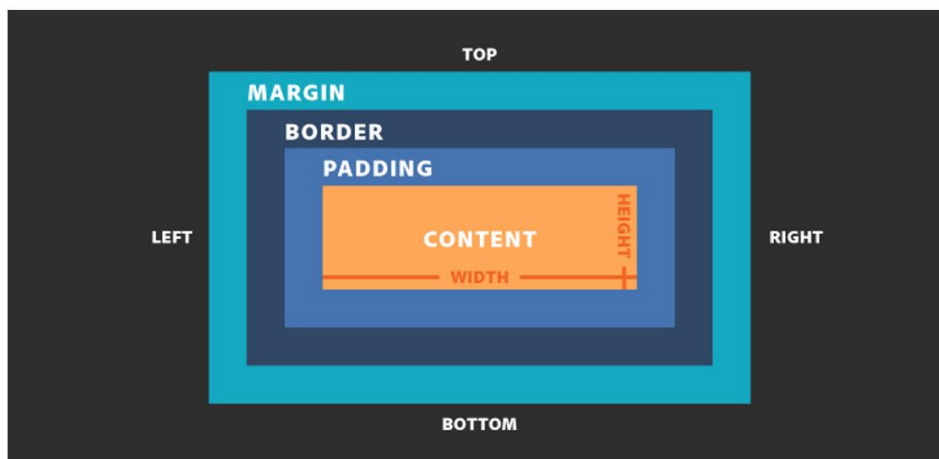 TOP
MARGIN
BORDER
PADDING
HEIGHT
LEFT
CONTENT
RIGHT
WIDTH
BOTTOM